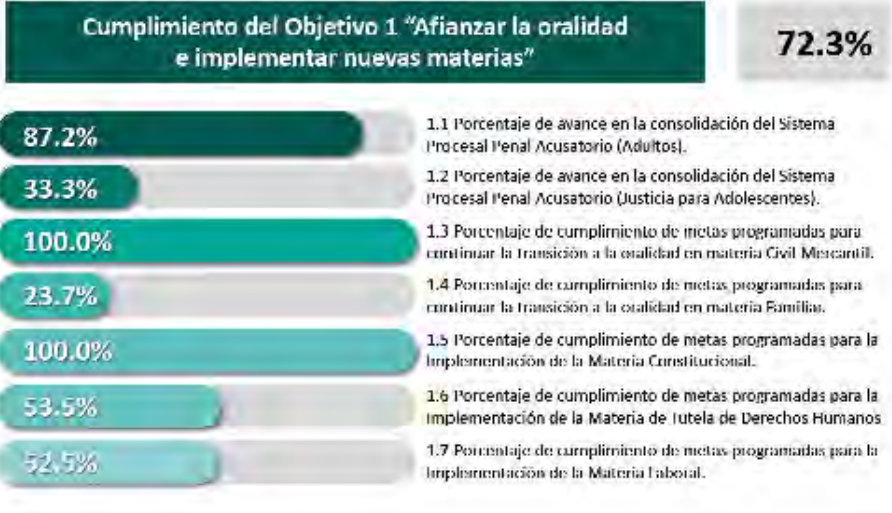 Cumplimiento del Objetivo 1 “Afianzar la oralidad
e implementar nuevas materias”
72.3%
87.2%
1.1 Porcentaje de avance en la consolidación del Sistema
Procesal Penal Acusatorio (Adultos).
33.3%
1.2 Porcentaje de avance en la consolidación del Sistema
Procesal Penal Acusatorio (Justicia para Adolescentes).
100.0%
1.3 Porcentaje de cumplimiento de metas programadas para
continuar la transición a la oralidad en materia Civil Mercantil.
23.7%
1.4 Porcentaje de cumplimiento de metas programadas para
continuar la transición a la oralidad en materia Familiar.
100.0%
1.5 Porcentaje de cumplimiento de metas programadas para la
Implementación de la Materia Constitucional.
53.5%
1.6 Porcentaje de cumplimiento de metas programadas para la
Implementación de la Materia de Tutela de Derechos Humanos
52.5%
1.7 Porcentaje de cumplimiento de metas programadas para la
Implementación de la Materia Laboral.